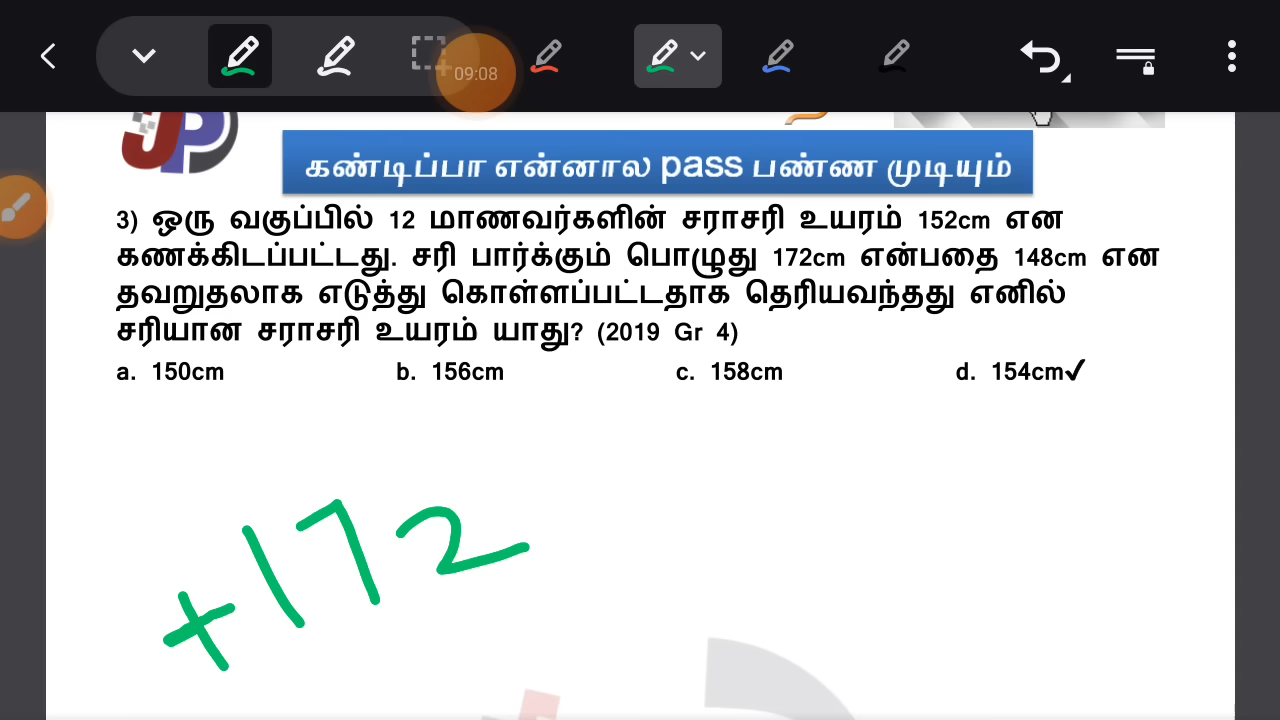 09:08
JP
கண்டிப்பா என்னால pass பண்ண முடியும்
3) ஒரு வகுப்பில் 12 மாணவர்களின் சராசரி உயரம் 152cm என
கணக்கிடப்பட்டது. சரி பார்க்கும் பொழுது 172cm என்பதை 148cm என
தவறுதலாக எடுத்து கொள்ளப்பட்டதாக தெரியவந்தது எனில்
சரியான சராசரி உயரம் யாது? (2019 Gr 4)
a. 150cm b. 156cm c. 158cm d. 154cm✓
+172